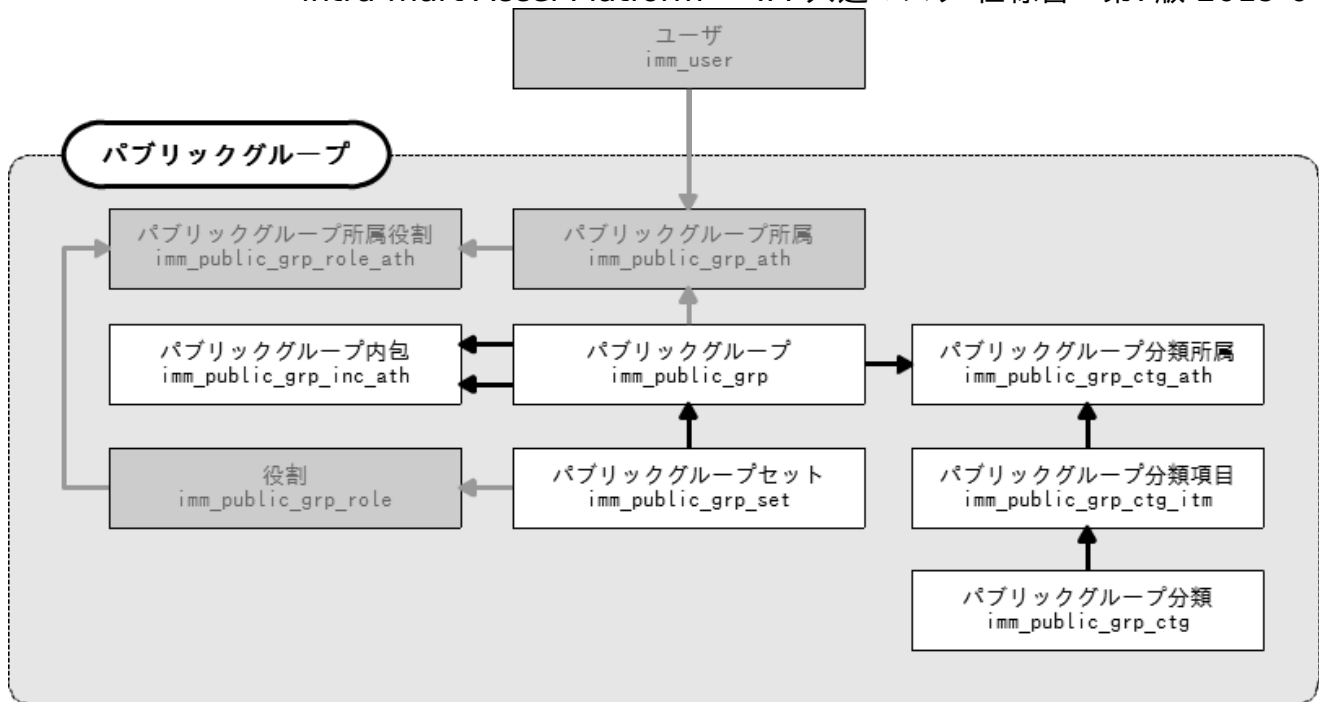 ユーザ
imm_user
パブリックグループ
パブリックグループ所属役割
imm_public_grp_role_ath
パブリックグループ所属
imm_public_grp_ath
パブリックグループ内包
imm_public_grp_inc_ath
パブリックグループ
imm_public_grp
パブリックグループ分類所属
imm_public_grp_ctg_ath
役割
imm_public_grp_role
パブリックグループセット
imm_public_grp_set
パブリックグループ分類項目
imm_public_grp_ctg_itm
パブリックグループ分類
imm_public_grp_ctg